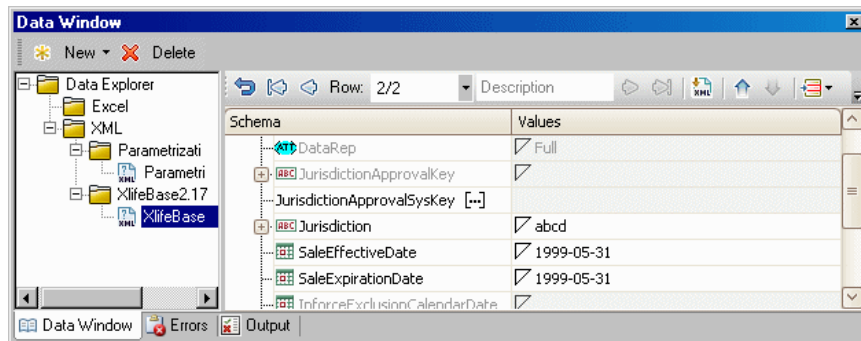 Data Window
New Delete
Data Explorer
Excel
XML
Parametrizati
Parametri
XlifeBase2.17
XlifeBase
Row: 2/2 Description
Schema Values
DataRep Full
JurisdictionApprovalKey
JurisdictionApprovalSysKey [...]
Jurisdiction abcd
SaleEffectiveDate 1999-05-31
SaleExpirationDate 1999-05-31
InforceExclusionCalendarDate
Data Window Errors Output